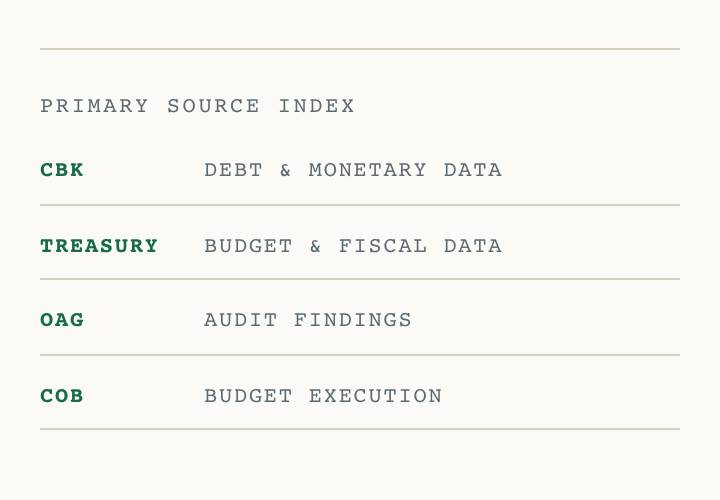 PRIMARY SOURCE INDEX
CBK DEBT & MONETARY DATA
TREASURY BUDGET & FISCAL DATA
OAG AUDIT FINDINGS
COB BUDGET EXECUTION